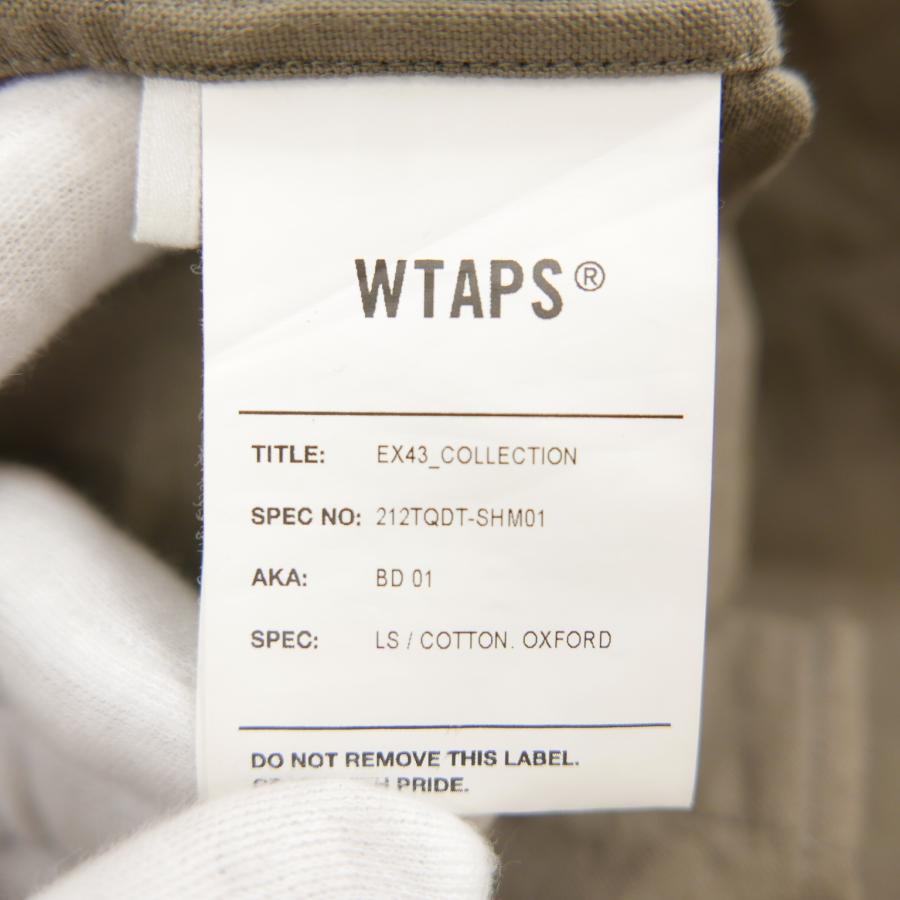 WTAPS®
TITLE: EX43_COLLECTION
SPEC NO: 212TQDT-SHM01
AKA: BD 01
SPEC: LS / COTTON. OXFORD
DO NOT REMOVE THIS LABEL.
PRIDE.